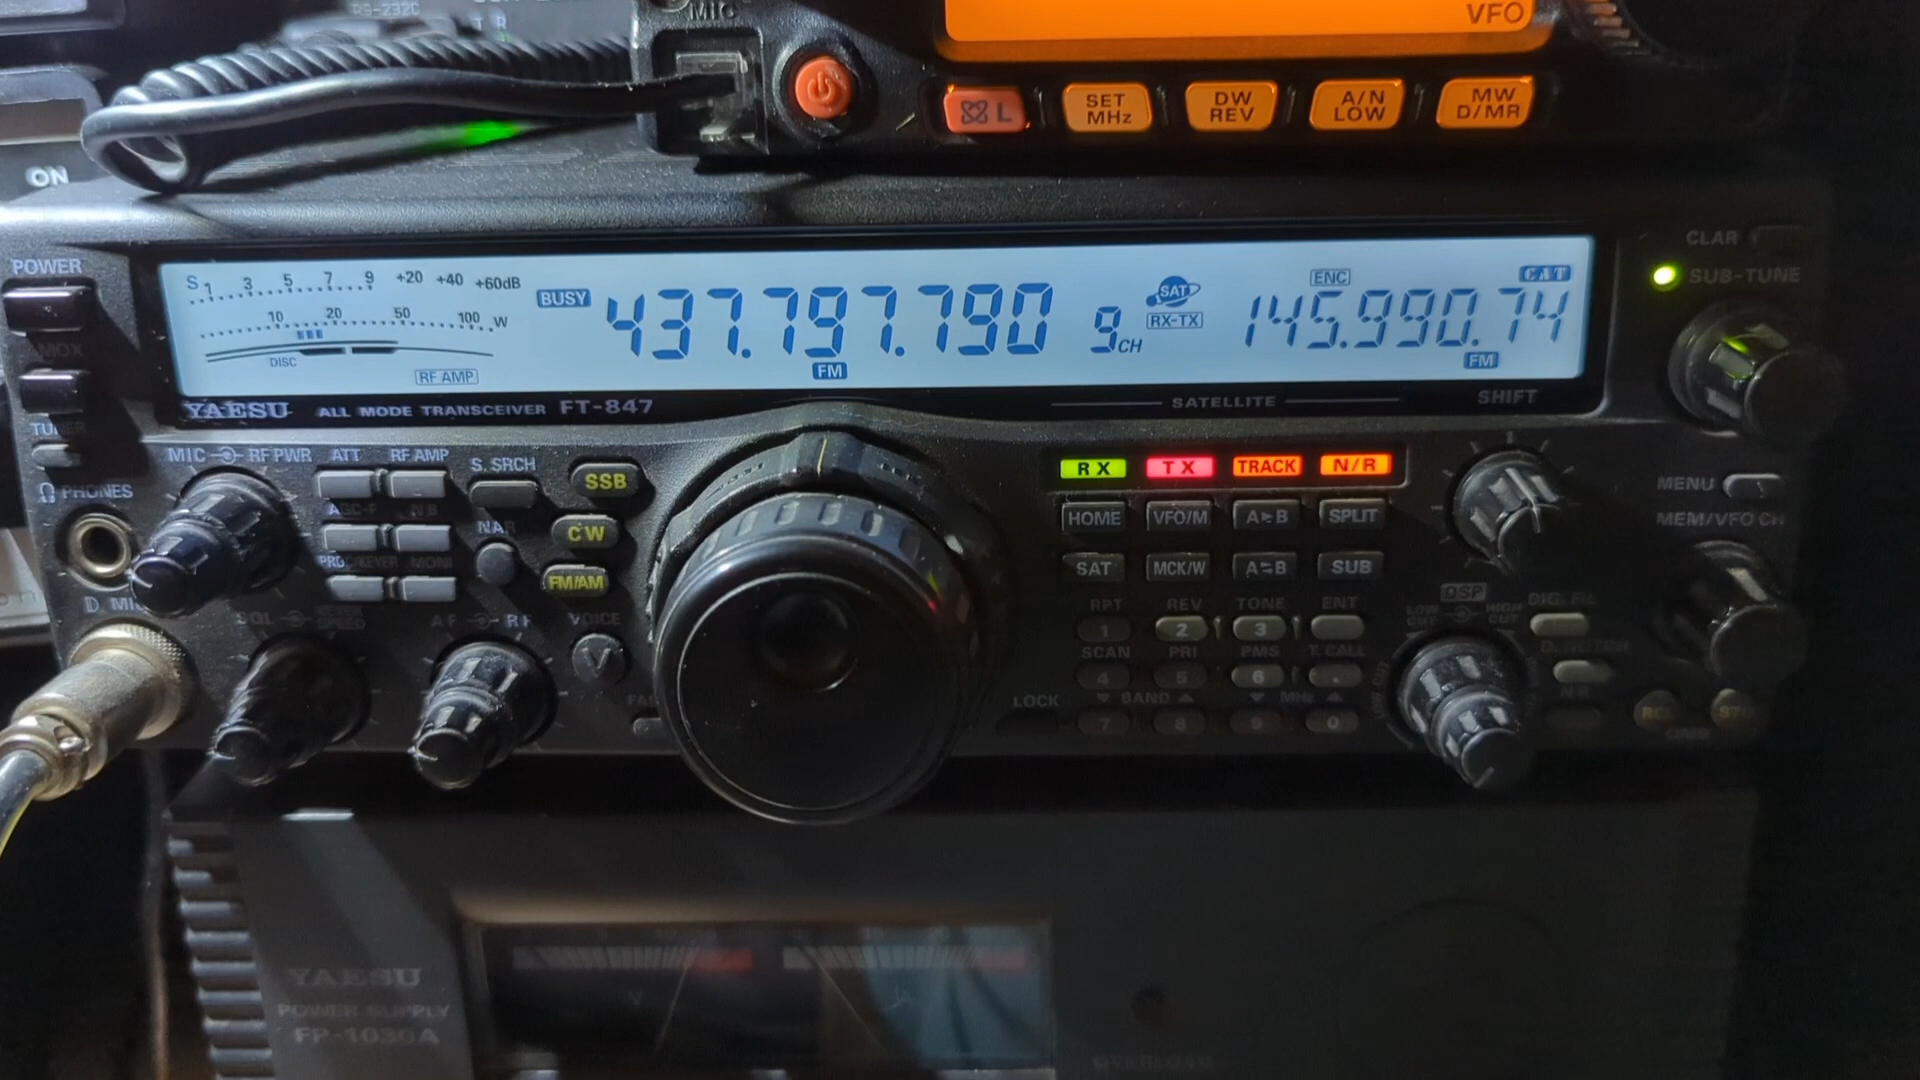 RS-232C
MIC
VFO
L
SET MHz
DW REV
A/N LOW
MW D/MR
ON
POWER
S 1 3 5 7 9 +20 +40 +60dB
10 20 50 100 W
DISC
RF AMP
BUSY
437.797.790
FM
9CH
SAT
RX-TX
ENC
CAT
145.990.74
FM
CLAR
SUB-TUNE
YAESU ALL MODE TRANSCEIVER FT-847
SATELLITE
SHIFT
MOX
TUNER
PHONES
MIC RF PWR
ATT RF AMP
S. SRCH
SSB
AGC-F NB
NAR
CW
PROC/KEYER MONI
FM/AM
SQL METER SPEED
AF RF
VOICE
V
RX TX TRACK N/R
HOME VFO/M A►B SPLIT
SAT MCK/W A=B SUB
RPT REV TONE ENT
1 2 3
SCAN PRI PMS T.CALL
4 5 6 .
▼ BAND ▲ ▼ MHz ▲
7 8 9 0
LOCK
MENU
MEM/VFO CH
DSP
LOW CUT HIGH CUT
DIG. FIL
D. NOTCH
N.R
RCL
STO
YAESU
POWER SUPPLY
FP-1030A
V
A